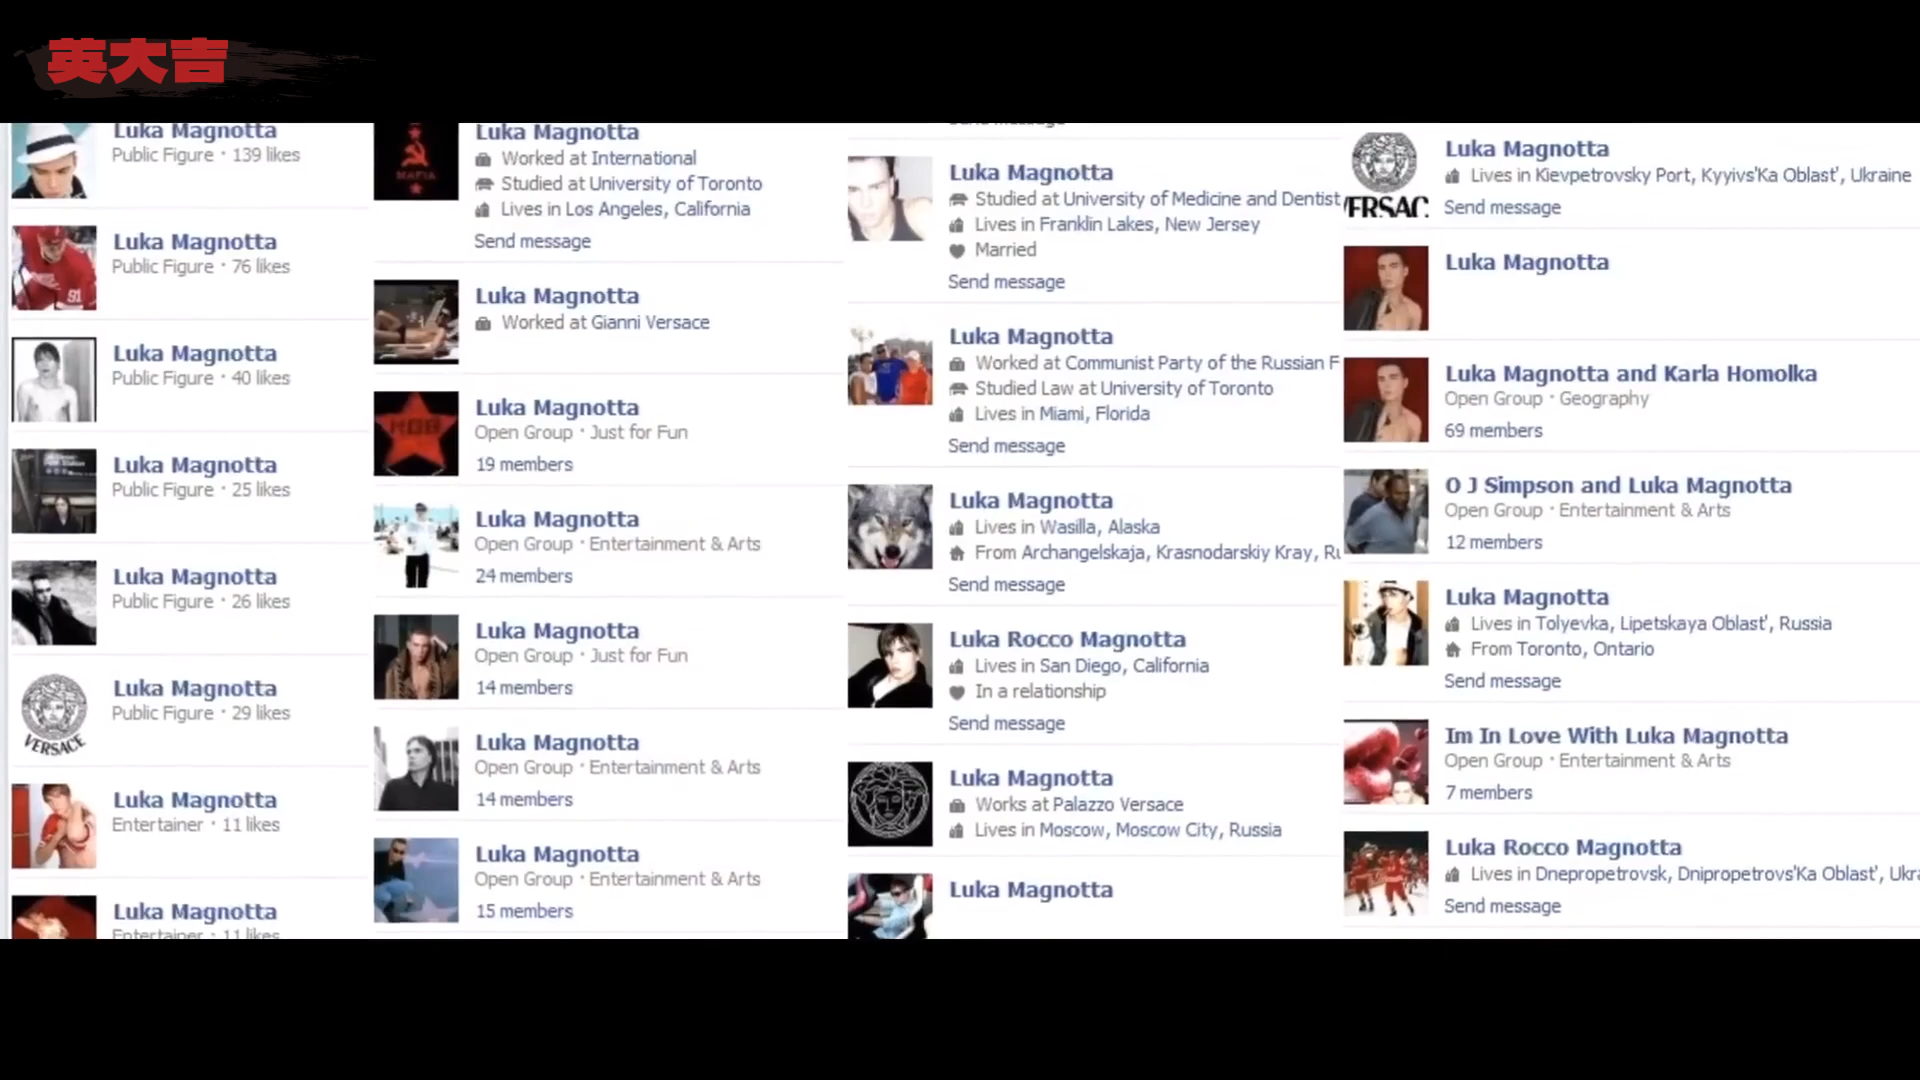 英大吉
Luka Magnotta
Public Figure · 139 likes
Luka Magnotta
Public Figure · 76 likes
91
Luka Magnotta
Public Figure · 40 likes
Luka Magnotta
Public Figure · 25 likes
Luka Magnotta
Public Figure · 26 likes
VERSACE
Luka Magnotta
Public Figure · 29 likes
Luka Magnotta
Entertainer · 11 likes
Luka Magnotta
Entertainer · 11 likes
MAFIA
Luka Magnotta
Worked at International
Studied at University of Toronto
Lives in Los Angeles, California
Send message
Luka Magnotta
Worked at Gianni Versace
Luka Magnotta
Open Group · Just for Fun
19 members
Luka Magnotta
Open Group · Entertainment & Arts
24 members
Luka Magnotta
Open Group · Just for Fun
14 members
Luka Magnotta
Open Group · Entertainment & Arts
14 members
Luka Magnotta
Open Group · Entertainment & Arts
15 members
Send message
Luka Magnotta
Studied at University of Medicine and Dentist
Lives in Franklin Lakes, New Jersey
Married
Send message
Luka Magnotta
Worked at Communist Party of the Russian F
Studied Law at University of Toronto
Lives in Miami, Florida
Send message
Luka Magnotta
Lives in Wasilla, Alaska
From Archangelskaja, Krasnodarskiy Kray, Ru
Send message
Luka Rocco Magnotta
Lives in San Diego, California
In a relationship
Send message
Luka Magnotta
Works at Palazzo Versace
Lives in Moscow, Moscow City, Russia
Luka Magnotta
VERSAC
Luka Magnotta
Lives in Kievpetrovsky Port, Kyyivs'Ka Oblast', Ukraine
Send message
Luka Magnotta
Luka Magnotta and Karla Homolka
Open Group · Geography
69 members
O J Simpson and Luka Magnotta
Open Group · Entertainment & Arts
12 members
Luka Magnotta
Lives in Tolyevka, Lipetskaya Oblast', Russia
From Toronto, Ontario
Send message
Im In Love With Luka Magnotta
Open Group · Entertainment & Arts
7 members
Luka Rocco Magnotta
Lives in Dnepropetrovsk, Dnipropetrovs'Ka Oblast', Ukra
Send message